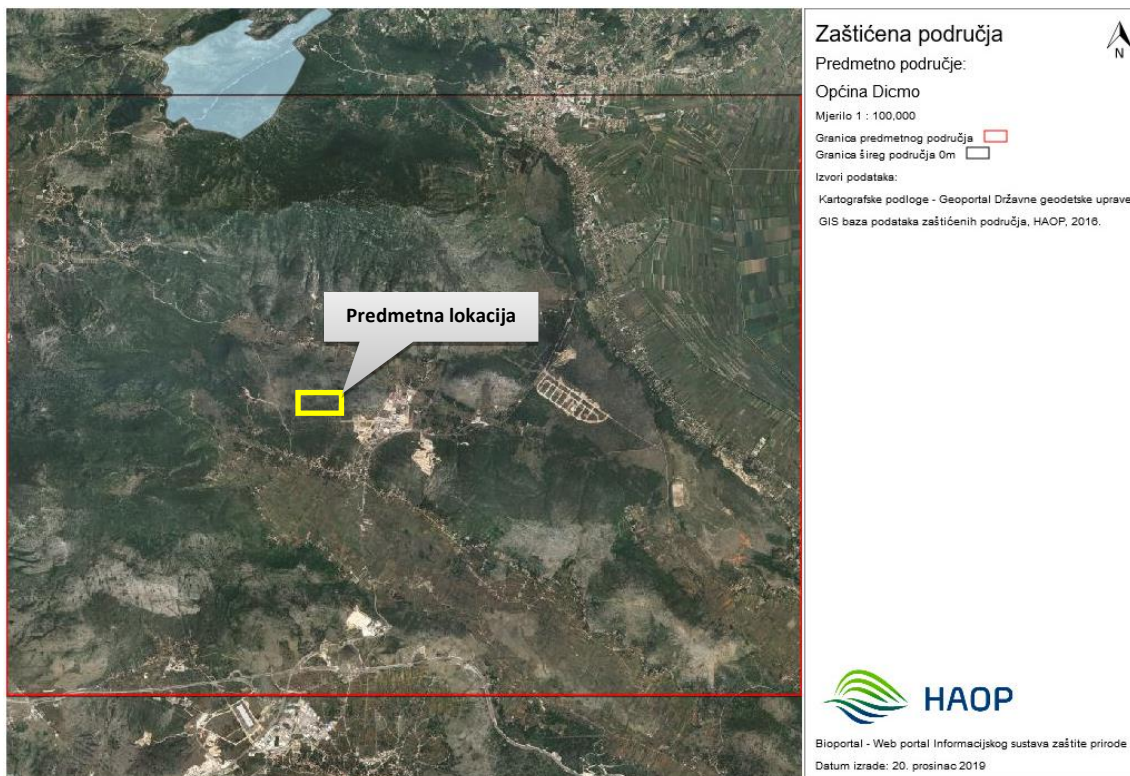 Predmetna lokacija
Zaštićena područja
N
Predmetno područje:
Općina Dicmo
Mjerilo 1 : 100,000
Granica predmetnog područja
Granica šireg područja 0m
Izvori podataka:
Kartografske podloge - Geoportal Državne geodetske uprave
GIS baza podataka zaštićenih područja, HAOP, 2016.
HAOP
Bioportal - Web portal Informacijskog sustava zaštite prirode
Datum izrade: 20. prosinac 2019